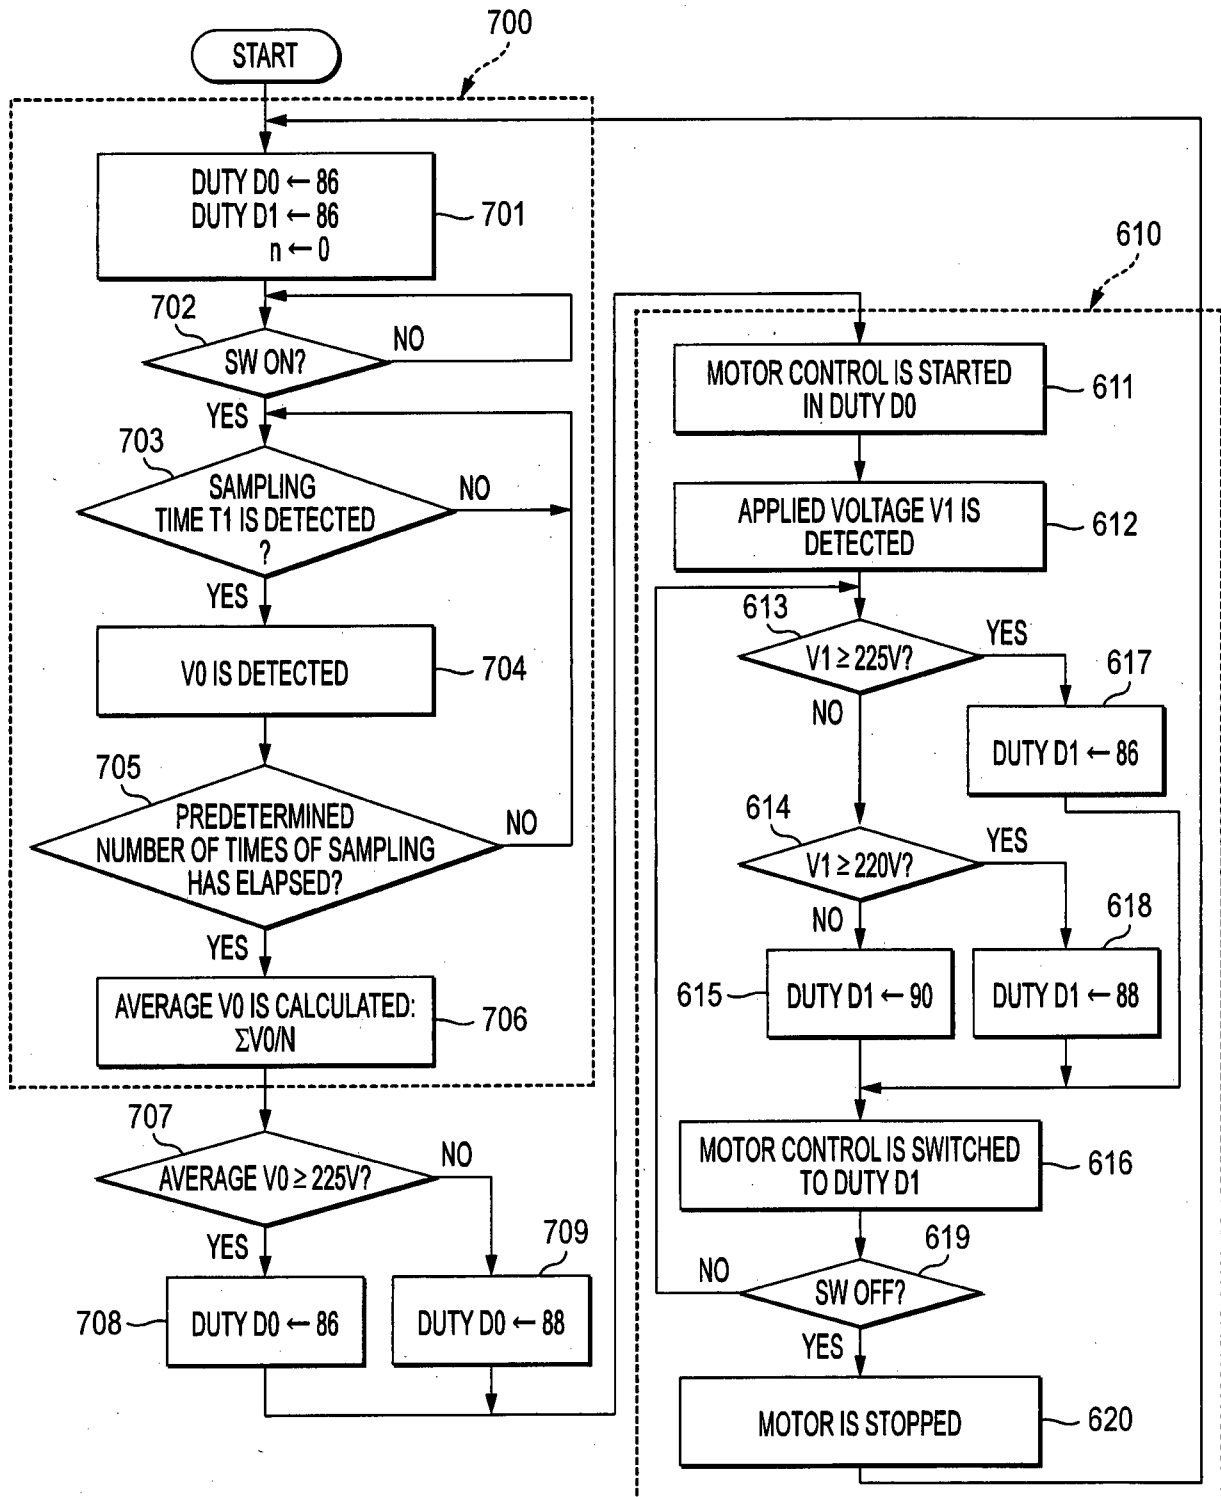 700
START
DUTY D0 ← 86
DUTY D1 ← 86
n ← 0
701
702
SW ON?
NO
YES
703
SAMPLING
TIME T1 IS DETECTED
?
NO
YES
V0 IS DETECTED
704
705
PREDETERMINED
NUMBER OF TIMES OF SAMPLING
HAS ELAPSED?
NO
YES
AVERAGE V0 IS CALCULATED:
ΣV0/N
706
707
AVERAGE V0 ≥ 225V?
NO
YES
709
708
DUTY D0 ← 86
DUTY D0 ← 88
610
MOTOR CONTROL IS STARTED
IN DUTY D0
611
APPLIED VOLTAGE V1 IS
DETECTED
612
613
V1 ≥ 225V?
YES
NO
617
DUTY D1 ← 86
614
V1 ≥ 220V?
YES
NO
618
615
DUTY D1 ← 90
DUTY D1 ← 88
MOTOR CONTROL IS SWITCHED
TO DUTY D1
616
619
NO
SW OFF?
YES
MOTOR IS STOPPED
620